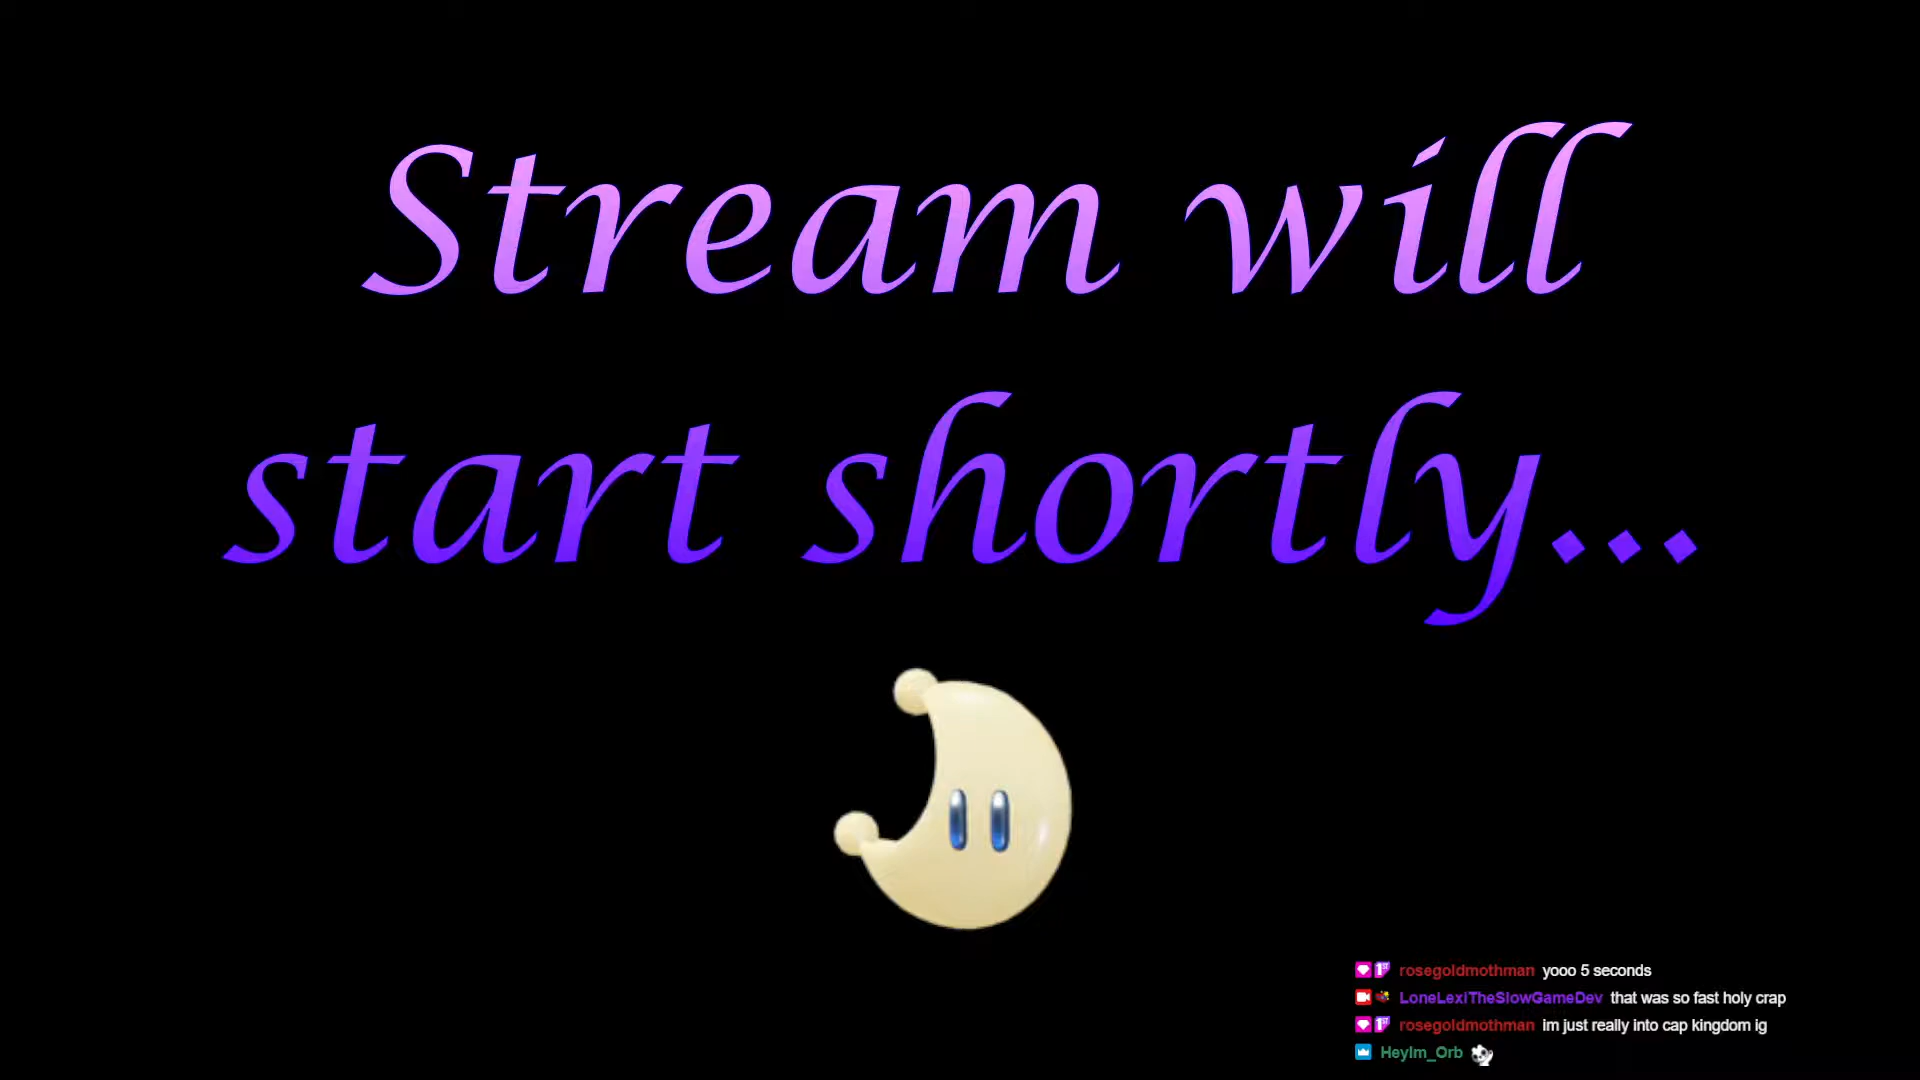 Stream will
start shortly...
rosegoldmothman yooo 5 seconds
LoneLexiTheSlowGameDev that was so fast holy crap
rosegoldmothman im just really into cap kingdom ig
HeyIm_Orb